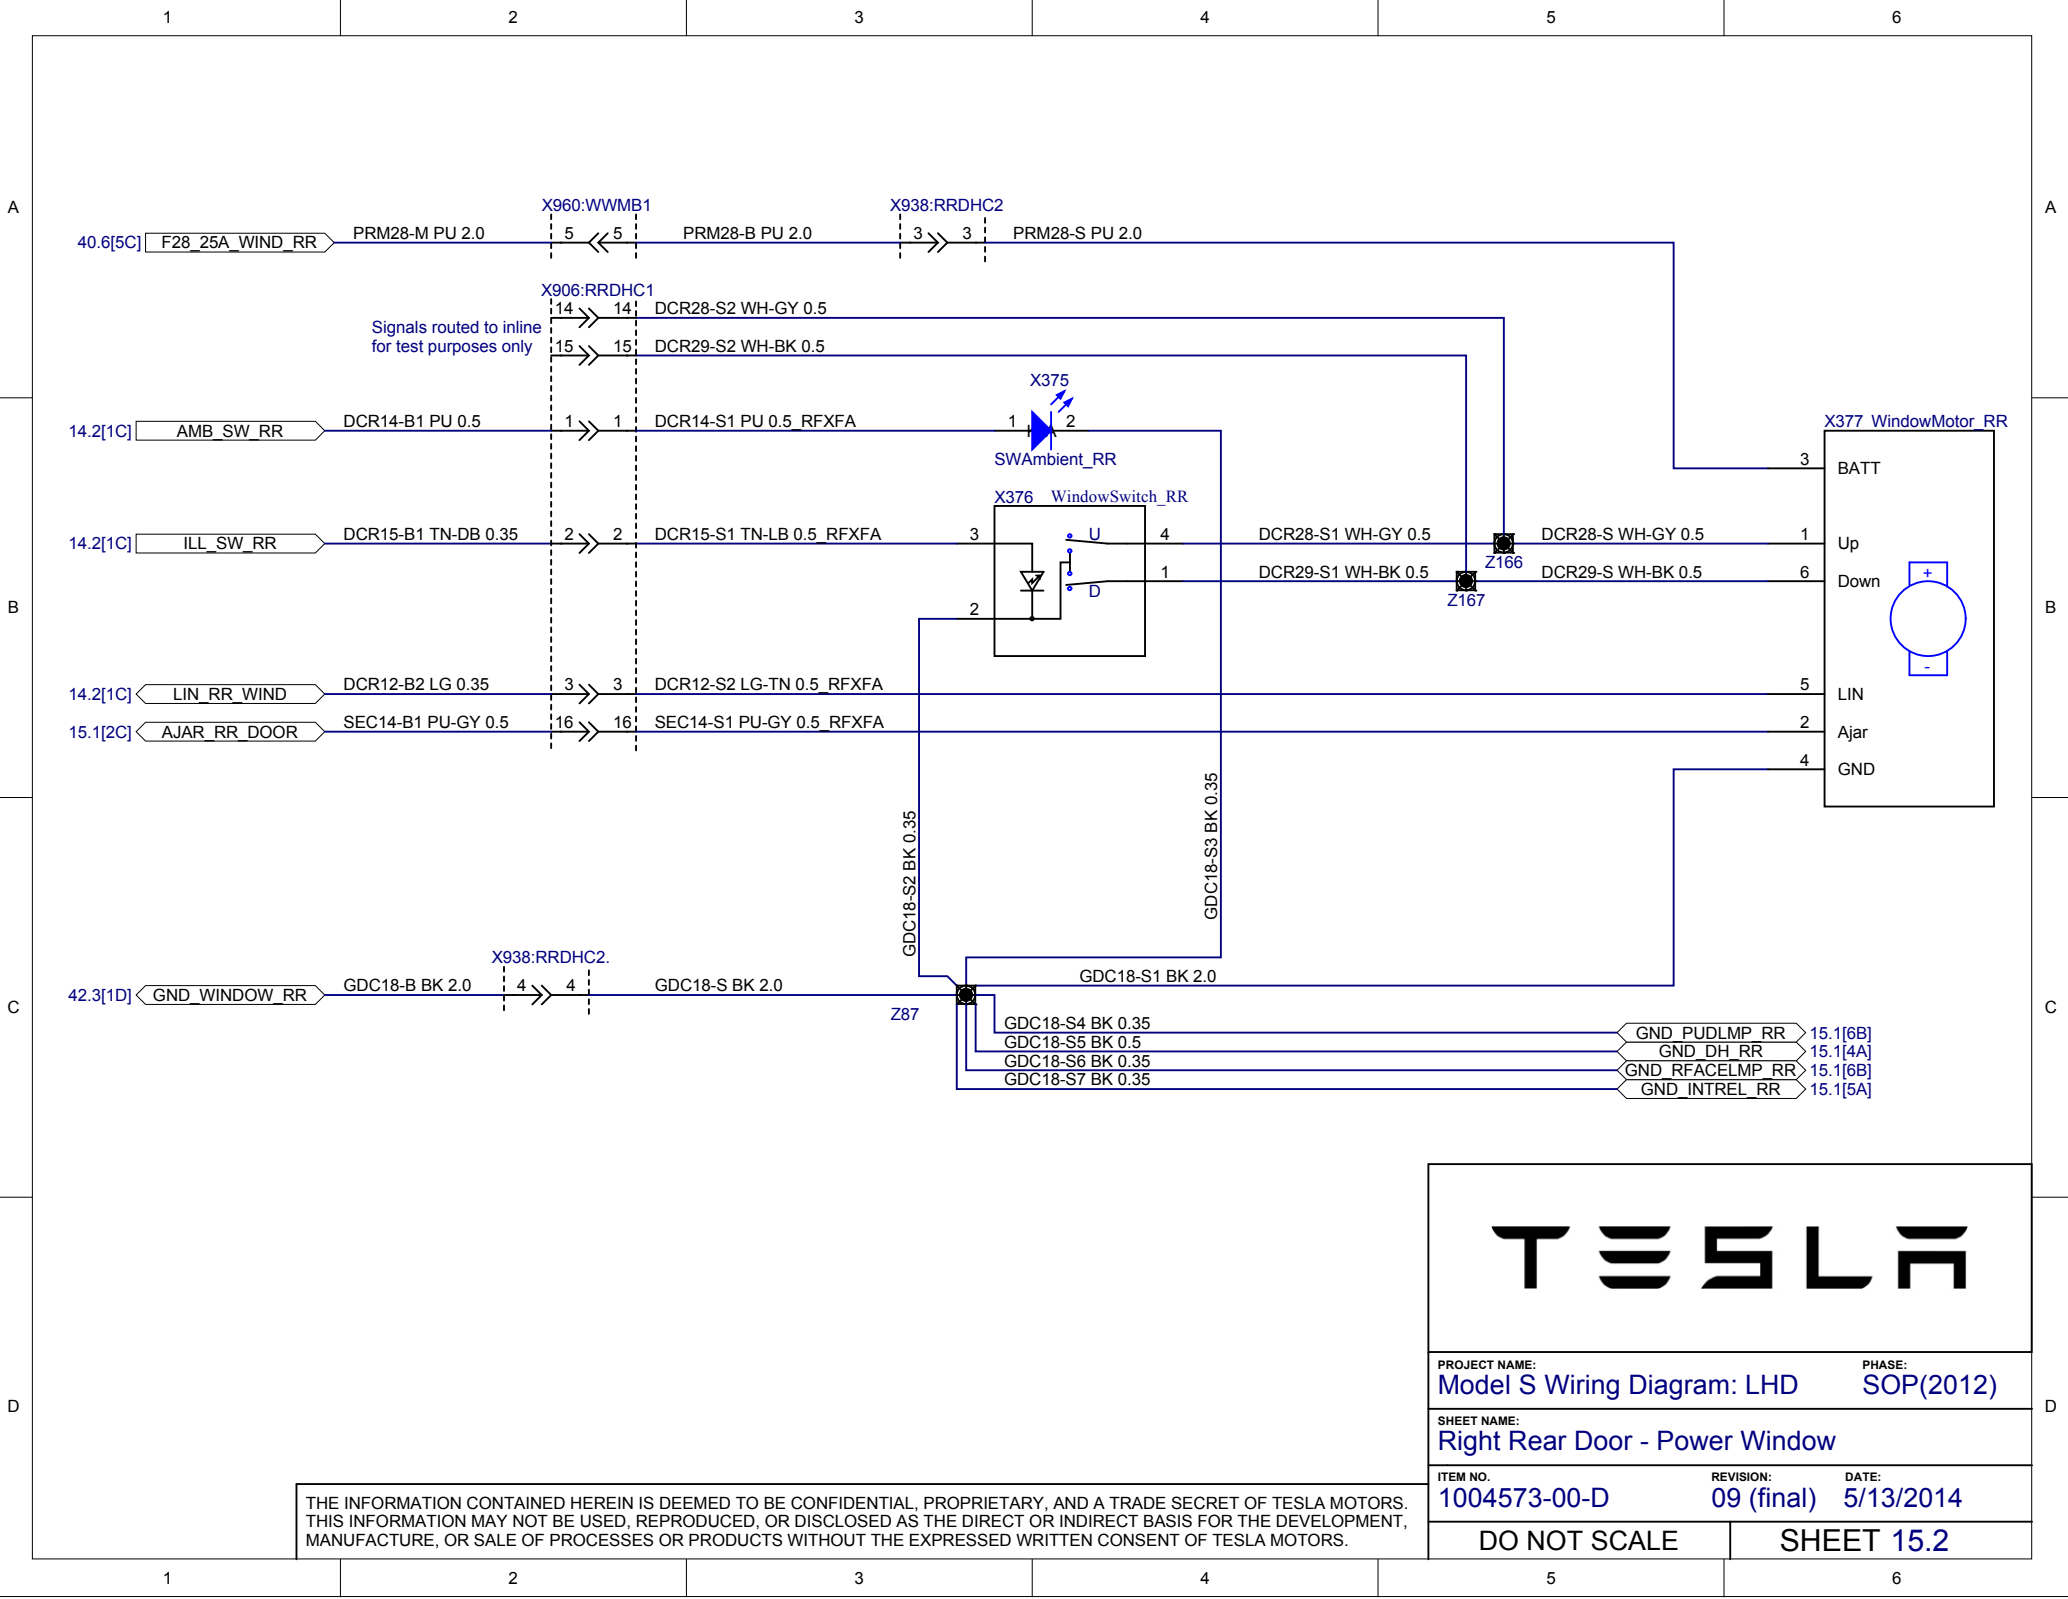 1 2 3 4 5 6
A A
X960:WWMB1 X938:RRDHC2
40.6[5C] F28_25A_WIND_RR PRM28-M PU 2.0 5 5 PRM28-B PU 2.0 3 3 PRM28-S PU 2.0
X906:RRDHC1
14 14 DCR28-S2 WH-GY 0.5
Signals routed to inline
for test purposes only
15 15 DCR29-S2 WH-BK 0.5
X375
14.2[1C] AMB_SW_RR DCR14-B1 PU 0.5 1 1 DCR14-S1 PU 0.5_RFXFA 1 2
SWAmbient_RR
X377 WindowMotor_RR
3 BATT
X376 WindowSwitch_RR
14.2[1C] ILL_SW_RR DCR15-B1 TN-DB 0.35 2 2 DCR15-S1 TN-LB 0.5_RFXFA 3 U 4 DCR28-S1 WH-GY 0.5 DCR28-S WH-GY 0.5 1 Up
Z166
D 1 DCR29-S1 WH-BK 0.5 DCR29-S WH-BK 0.5 6 Down
Z167
+
-
B 2 B
14.2[1C] LIN_RR_WIND DCR12-B2 LG 0.35 3 3 DCR12-S2 LG-TN 0.5_RFXFA 5 LIN
15.1[2C] AJAR_RR_DOOR SEC14-B1 PU-GY 0.5 16 16 SEC14-S1 PU-GY 0.5_RFXFA 2 Ajar
4 GND
GDC18-S2 BK 0.35
GDC18-S3 BK 0.35
X938:RRDHC2.
42.3[1D] GND_WINDOW_RR GDC18-B BK 2.0 4 4 GDC18-S BK 2.0 GDC18-S1 BK 2.0
C Z87 C
GDC18-S4 BK 0.35 GND_PUDLMP_RR 15.1[6B]
GDC18-S5 BK 0.5 GND_DH_RR 15.1[4A]
GDC18-S6 BK 0.35 GND_RFACELMP_RR 15.1[6B]
GDC18-S7 BK 0.35 GND_INTREL_RR 15.1[5A]
TESLA
PROJECT NAME: PHASE:
Model S Wiring Diagram: LHD SOP(2012)
D D
SHEET NAME:
Right Rear Door - Power Window
ITEM NO. REVISION: DATE:
1004573-00-D 09 (final) 5/13/2014
DO NOT SCALE SHEET 15.2
THE INFORMATION CONTAINED HEREIN IS DEEMED TO BE CONFIDENTIAL, PROPRIETARY, AND A TRADE SECRET OF TESLA MOTORS.
THIS INFORMATION MAY NOT BE USED, REPRODUCED, OR DISCLOSED AS THE DIRECT OR INDIRECT BASIS FOR THE DEVELOPMENT,
MANUFACTURE, OR SALE OF PROCESSES OR PRODUCTS WITHOUT THE EXPRESSED WRITTEN CONSENT OF TESLA MOTORS.
1 2 3 4 5 6